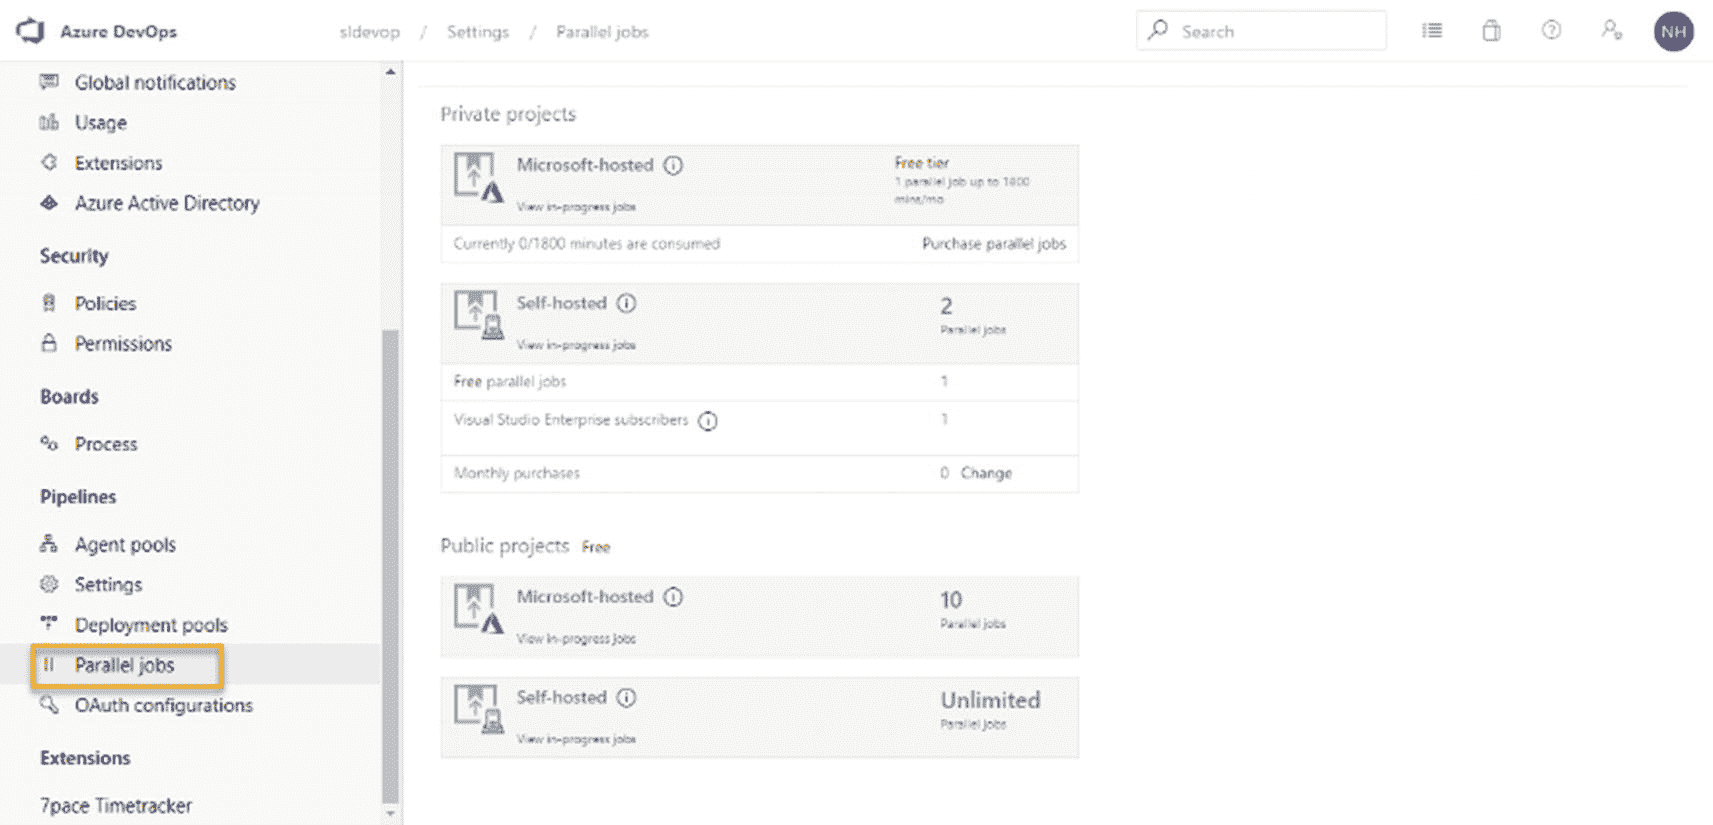 Azure DevOps
sldevop / Settings / Parallel jobs
Search
NH
Global notifications
Usage
Extensions
Azure Active Directory
Security
Policies
Permissions
Boards
Process
Pipelines
Agent pools
Settings
Deployment pools
Parallel jobs
OAuth configurations
Extensions
7pace Timetracker
Private projects
Microsoft-hosted
View in-progress jobs
Free tier
1 parallel job up to 1800
mins/mo
Currently 0/1800 minutes are consumed
Purchase parallel jobs
Self-hosted
View in-progress jobs
2
Parallel jobs
Free parallel jobs 1
Visual Studio Enterprise subscribers 1
Monthly purchases 0 Change
Public projects Free
Microsoft-hosted
View in-progress jobs
10
Parallel jobs
Self-hosted
View in-progress jobs
Unlimited
Parallel jobs